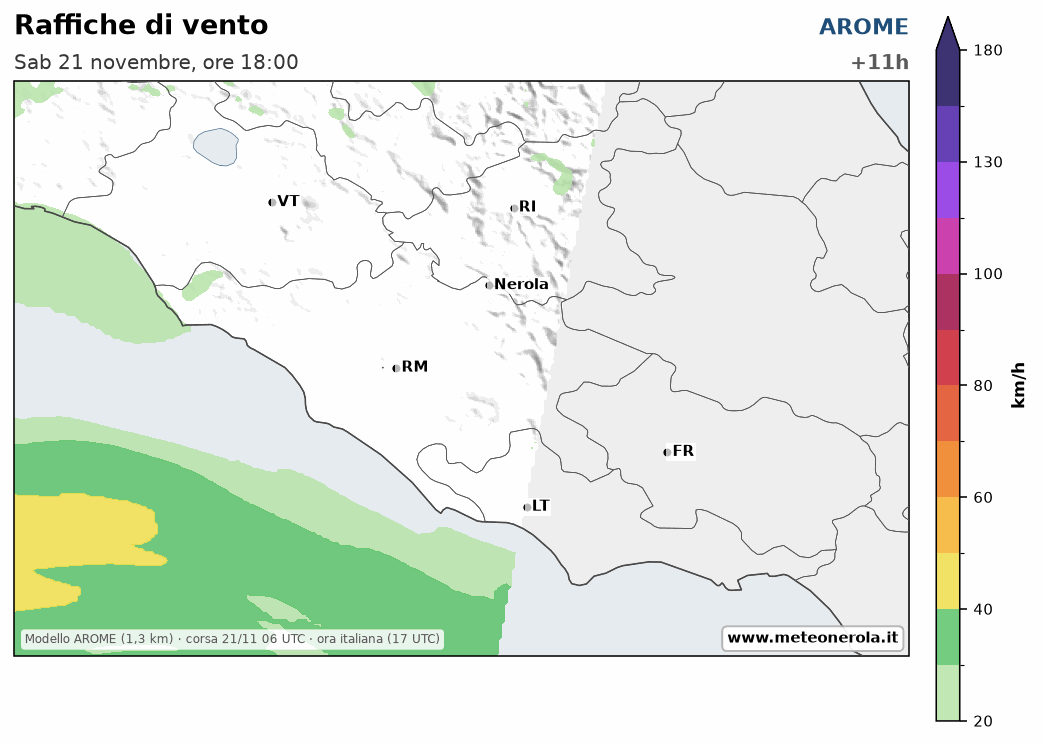 Raffiche di vento
AROME
Sab 21 novembre, ore 18:00
+11h
VT
RI
Nerola
RM
FR
LT
Modello AROME (1,3 km) · corsa 21/11 06 UTC · ora italiana (17 UTC)
www.meteonerola.it
180
130
100
80
60
40
20
km/h